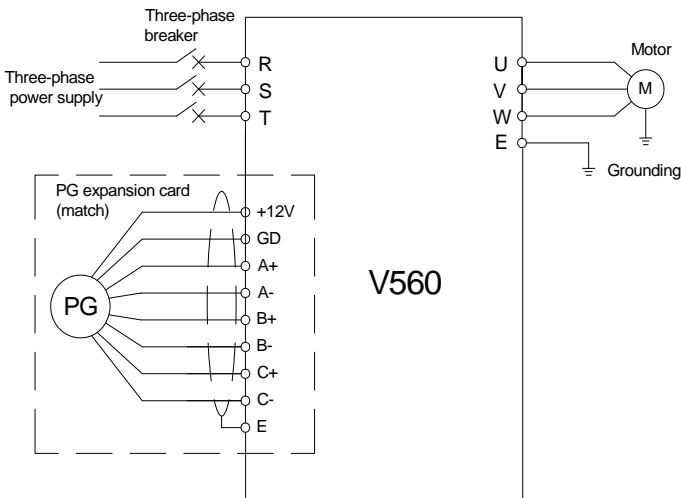 Three-phase
breaker
Three-phase
power supply
R
S
T
U
V
W
E
Motor
M
Grounding
PG expansion card
(match)
+12V
GD
A+
A-
B+
B-
C+
C-
E
PG
V560